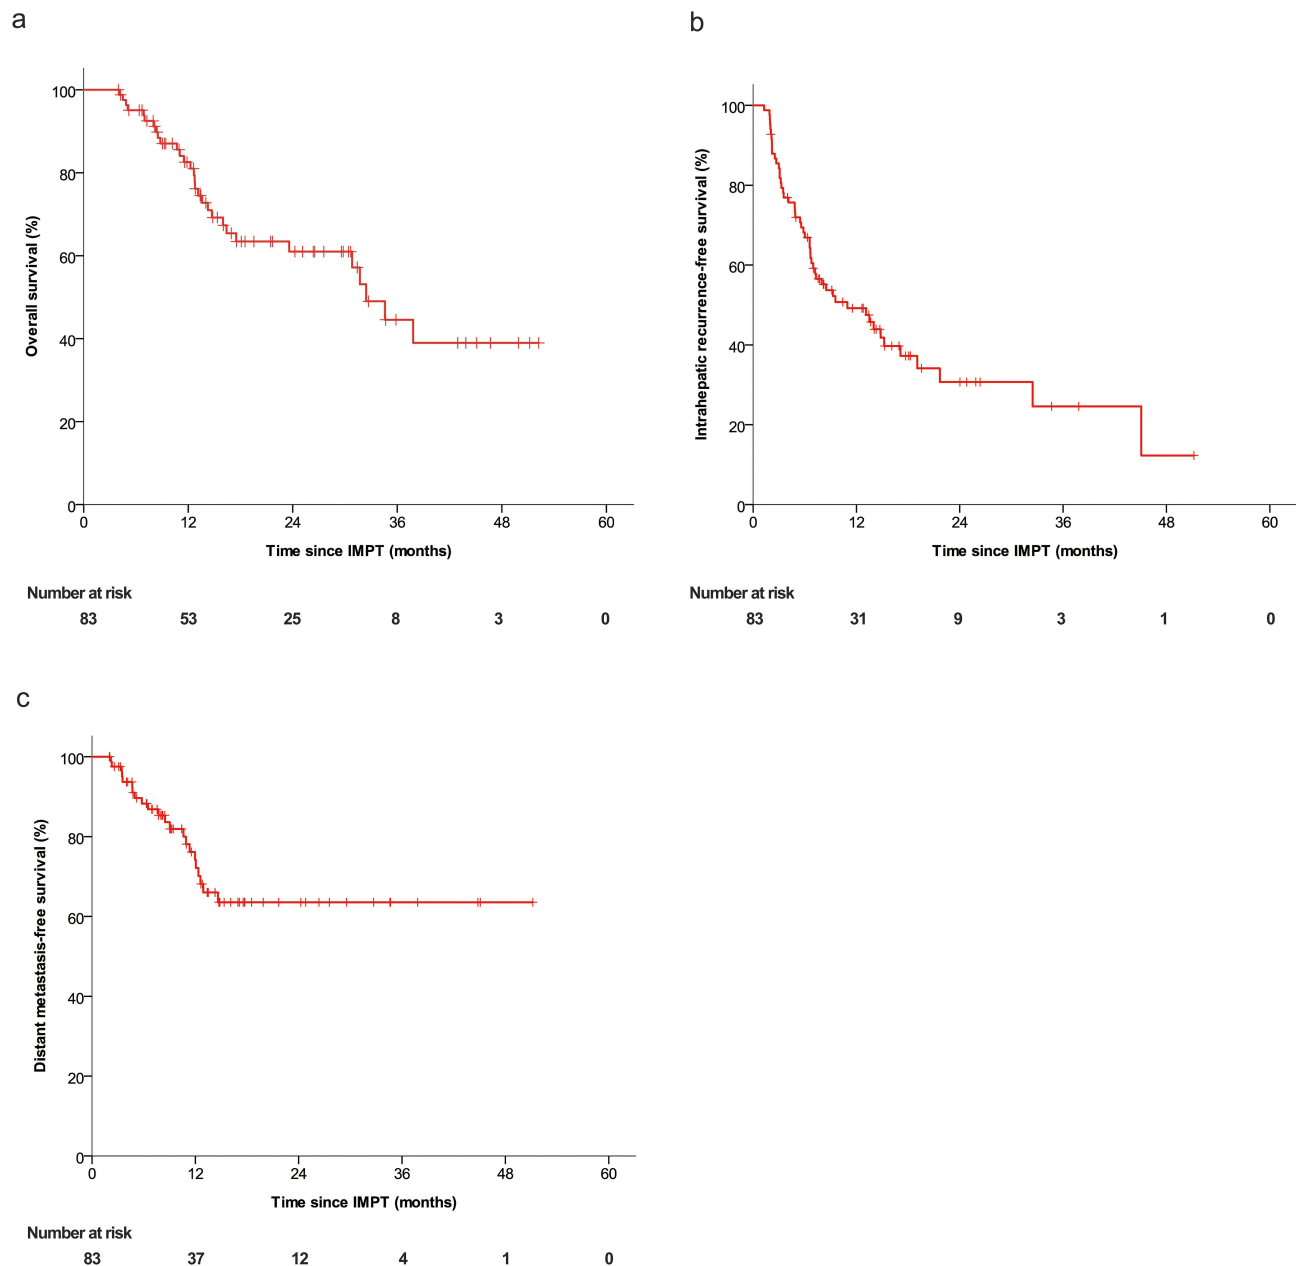 a
Overall survival (%)
100
80
60
40
20
0
0 12 24 36 48 60
Time since IMPT (months)
Number at risk
83 53 25 8 3 0
b
Intrahepatic recurrence-free survival (%)
100
80
60
40
20
0
0 12 24 36 48 60
Time since IMPT (months)
Number at risk
83 31 9 3 1 0
c
Distant metastasis-free survival (%)
100
80
60
40
20
0
0 12 24 36 48 60
Time since IMPT (months)
Number at risk
83 37 12 4 1 0